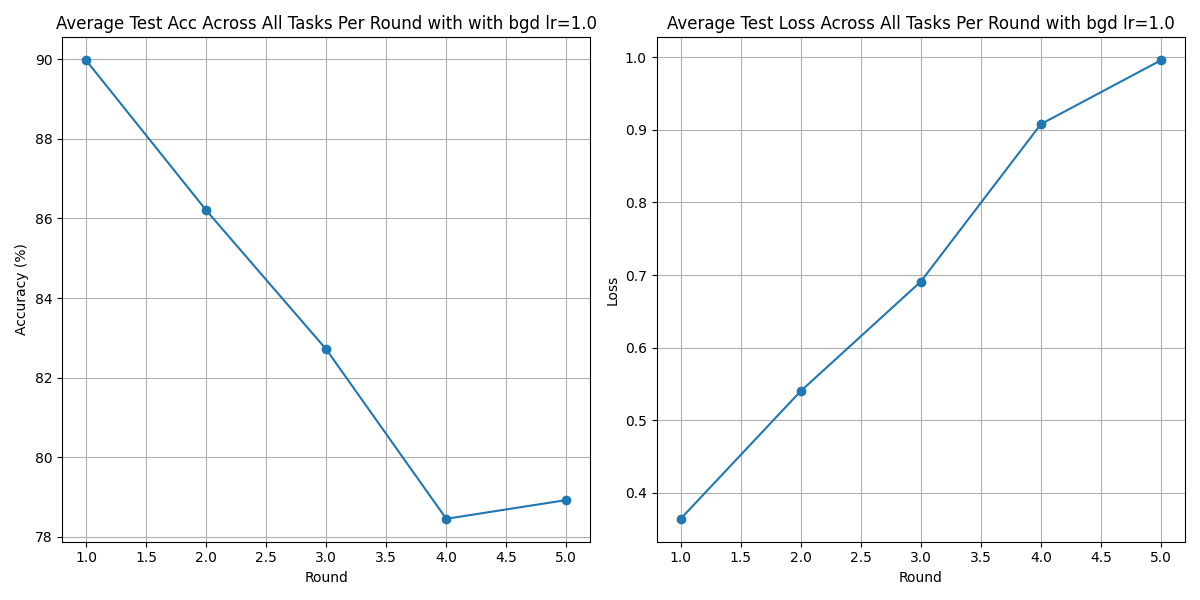 Average Test Acc Across All Tasks Per Round with with bgd lr=1.0
90
88
86
84
82
80
78
Accuracy (%)
1.0 1.5 2.0 2.5 3.0 3.5 4.0 4.5 5.0
Round
Average Test Loss Across All Tasks Per Round with bgd lr=1.0
1.0
0.9
0.8
0.7
0.6
0.5
0.4
Loss
1.0 1.5 2.0 2.5 3.0 3.5 4.0 4.5 5.0
Round